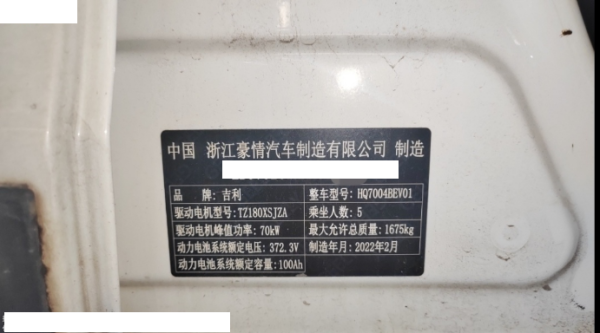 中国 浙江豪情汽车制造有限公司 制造
品 牌:吉利 整车型号:HQ7004BEV01
驱动电机型号:TZ180XSJZA 乘坐人数:5
驱动电机峰值功率:70kW 最大允许总质量:1675kg
动力电池系统额定电压:372.3V 制造年月:2022年2月
动力电池系统额定容量:100Ah